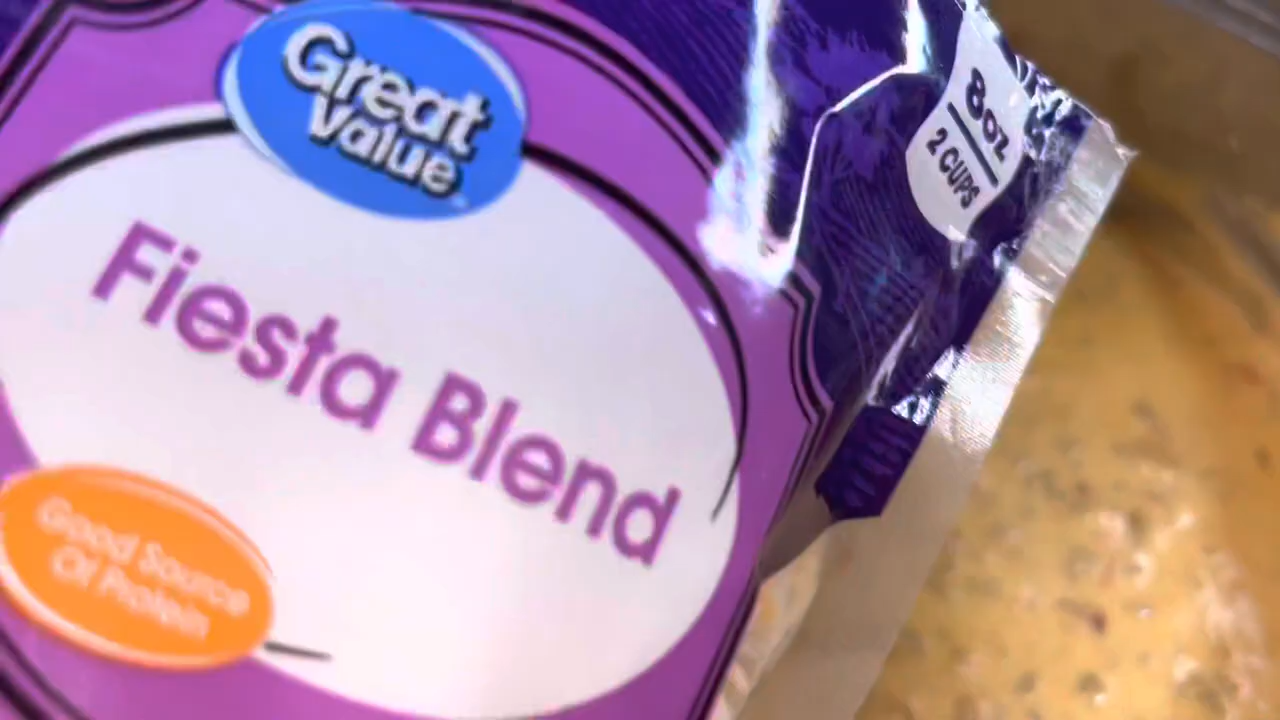 Great
Value
8oz
2 CUPS
Fiesta Blend
Good Source
Of Protein